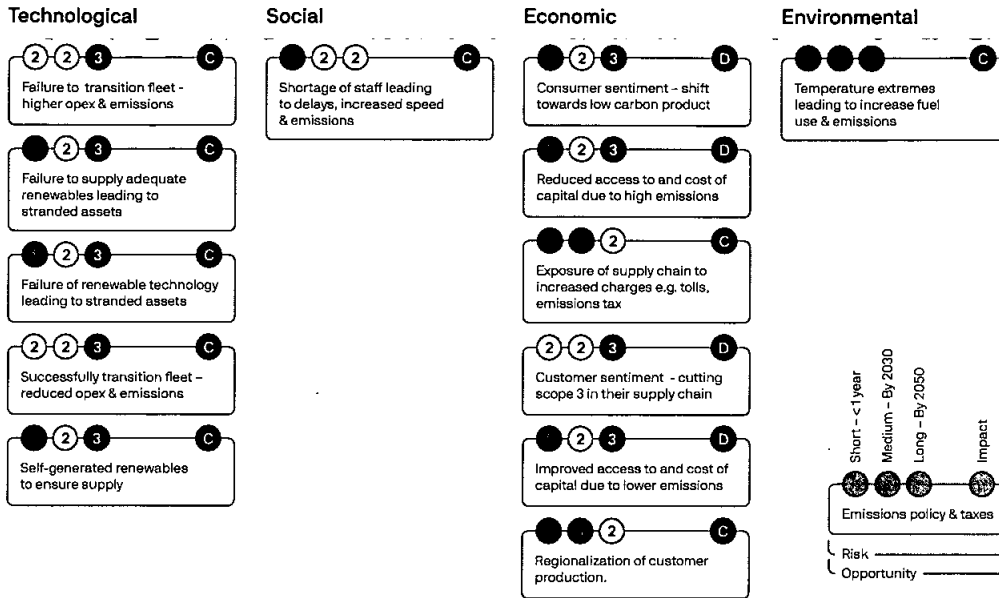 Technological
2 2 3 C
Failure to transition fleet -
higher opex & emissions
2 3 C
Failure to supply adequate
renewables leading to
stranded assets
2 3 C
Failure of renewable technology
leading to stranded assets
2 2 3 C
Successfully transition fleet –
reduced opex & emissions
2 3 C
Self-generated renewables
to ensure supply
Social
2 2 C
Shortage of staff leading
to delays, increased speed
& emissions
Economic
2 3 D
Consumer sentiment – shift
towards low carbon product
2 3 D
Reduced access to and cost of
capital due to high emissions
2 C
Exposure of supply chain to
increased charges e.g. tolls,
emissions tax
2 2 3 D
Customer sentiment - cutting
scope 3 in their supply chain
2 3 D
Improved access to and cost of
capital due to lower emissions
2 C
Regionalization of customer
production.
Environmental
C
Temperature extremes
leading to increase fuel
use & emissions
Short – <1 year
Medium – By 2030
Long – By 2050
Impact
Emissions policy & taxes
Risk
Opportunity